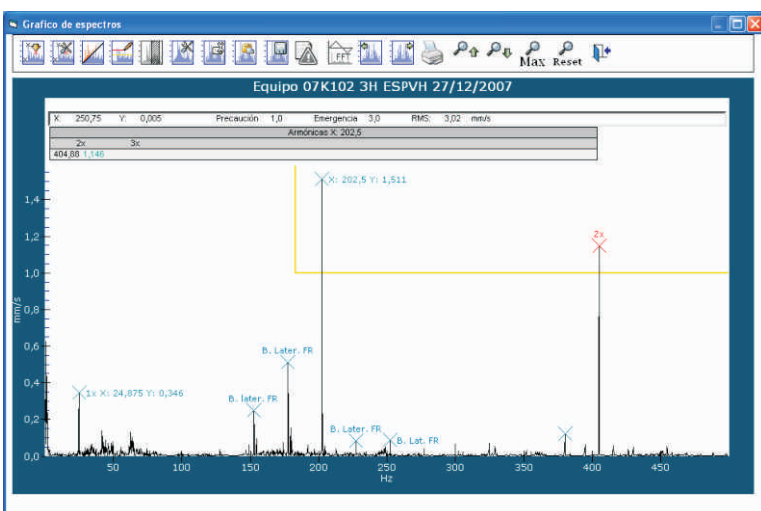 Grafico de espectros
FFT
Max Reset
Equipo 07K102 3H ESPVH 27/12/2007
X: 250,75 Y: 0,005 Precaución 1,0 Emergencia 3,0 RMS: 3,02 mm/s
Armónicas X: 202,5
2x 3x
404,88 1,146
X: 202,5 Y: 1,511
2x
B. Later. FR
1x X: 24,875 Y: 0,346
B. later. FR
B. Later. FR
B. Lat. FR
mm/s
1,4
1,2
1,0
0,8
0,6
0,4
0,2
0,0
50 100 150 200 250 300 350 400 450
Hz